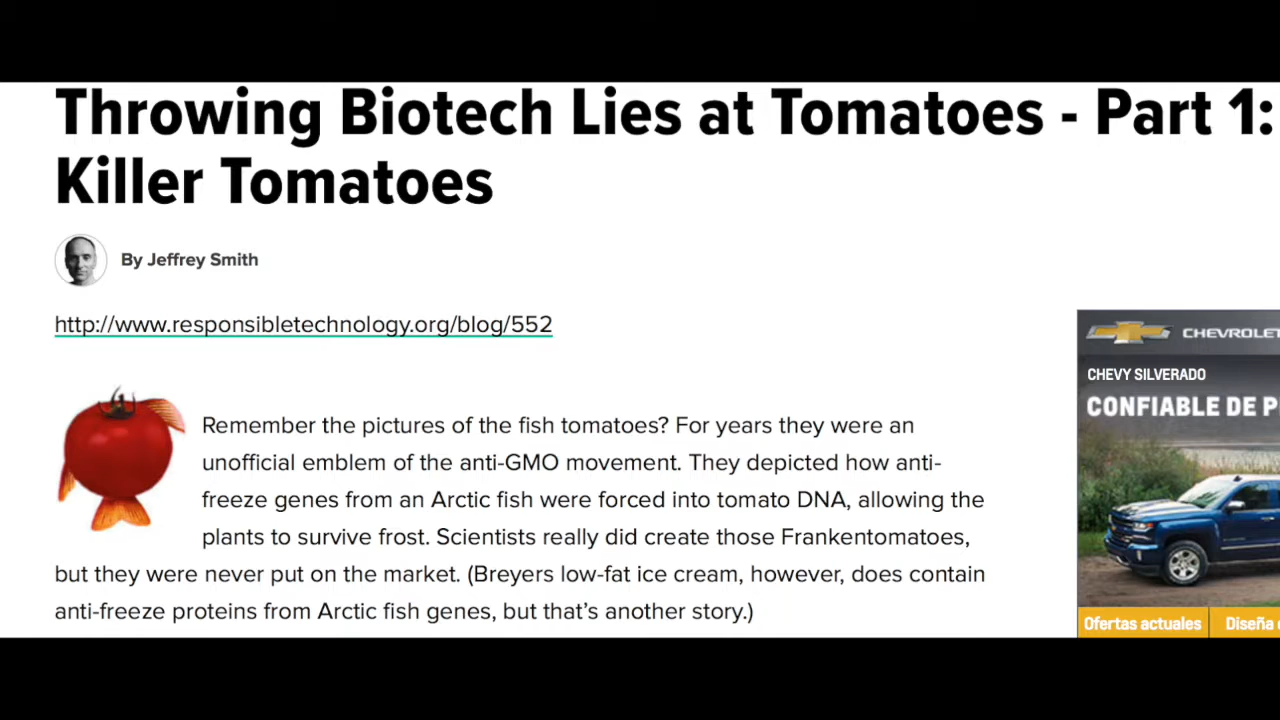 Throwing Biotech Lies at Tomatoes - Part 1:
Killer Tomatoes
By Jeffrey Smith
http://www.responsibletechnology.org/blog/552
Remember the pictures of the fish tomatoes? For years they were an
unofficial emblem of the anti-GMO movement. They depicted how anti-
freeze genes from an Arctic fish were forced into tomato DNA, allowing the
plants to survive frost. Scientists really did create those Frankentomatoes,
but they were never put on the market. (Breyers low-fat ice cream, however, does contain
anti-freeze proteins from Arctic fish genes, but that's another story.)
CHEVROLET
CHEVY SILVERADO
CONFIABLE DE P
Ofertas actuales
Diseña